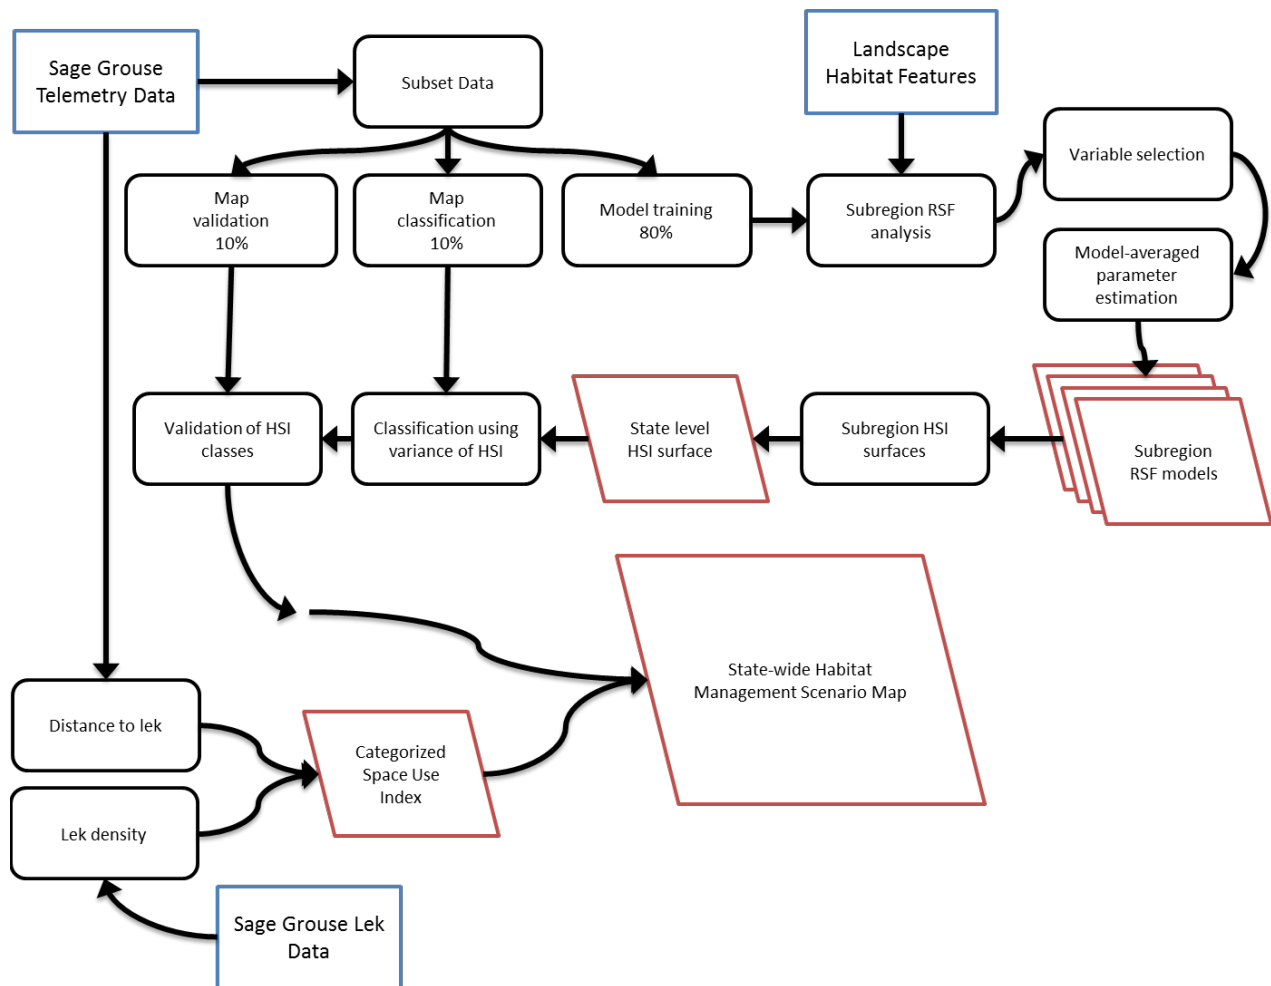 Sage Grouse
Telemetry Data
Subset Data
Landscape
Habitat Features
Variable selection
Map
validation
10%
Map
classification
10%
Model training
80%
Subregion RSF
analysis
Model-averaged
parameter
estimation
Validation of HSI
classes
Classification using
variance of HSI
State level
HSI surface
Subregion HSI
surfaces
Subregion
RSF models
State-wide Habitat
Management Scenario Map
Distance to lek
Categorized
Space Use
Index
Lek density
Sage Grouse Lek
Data